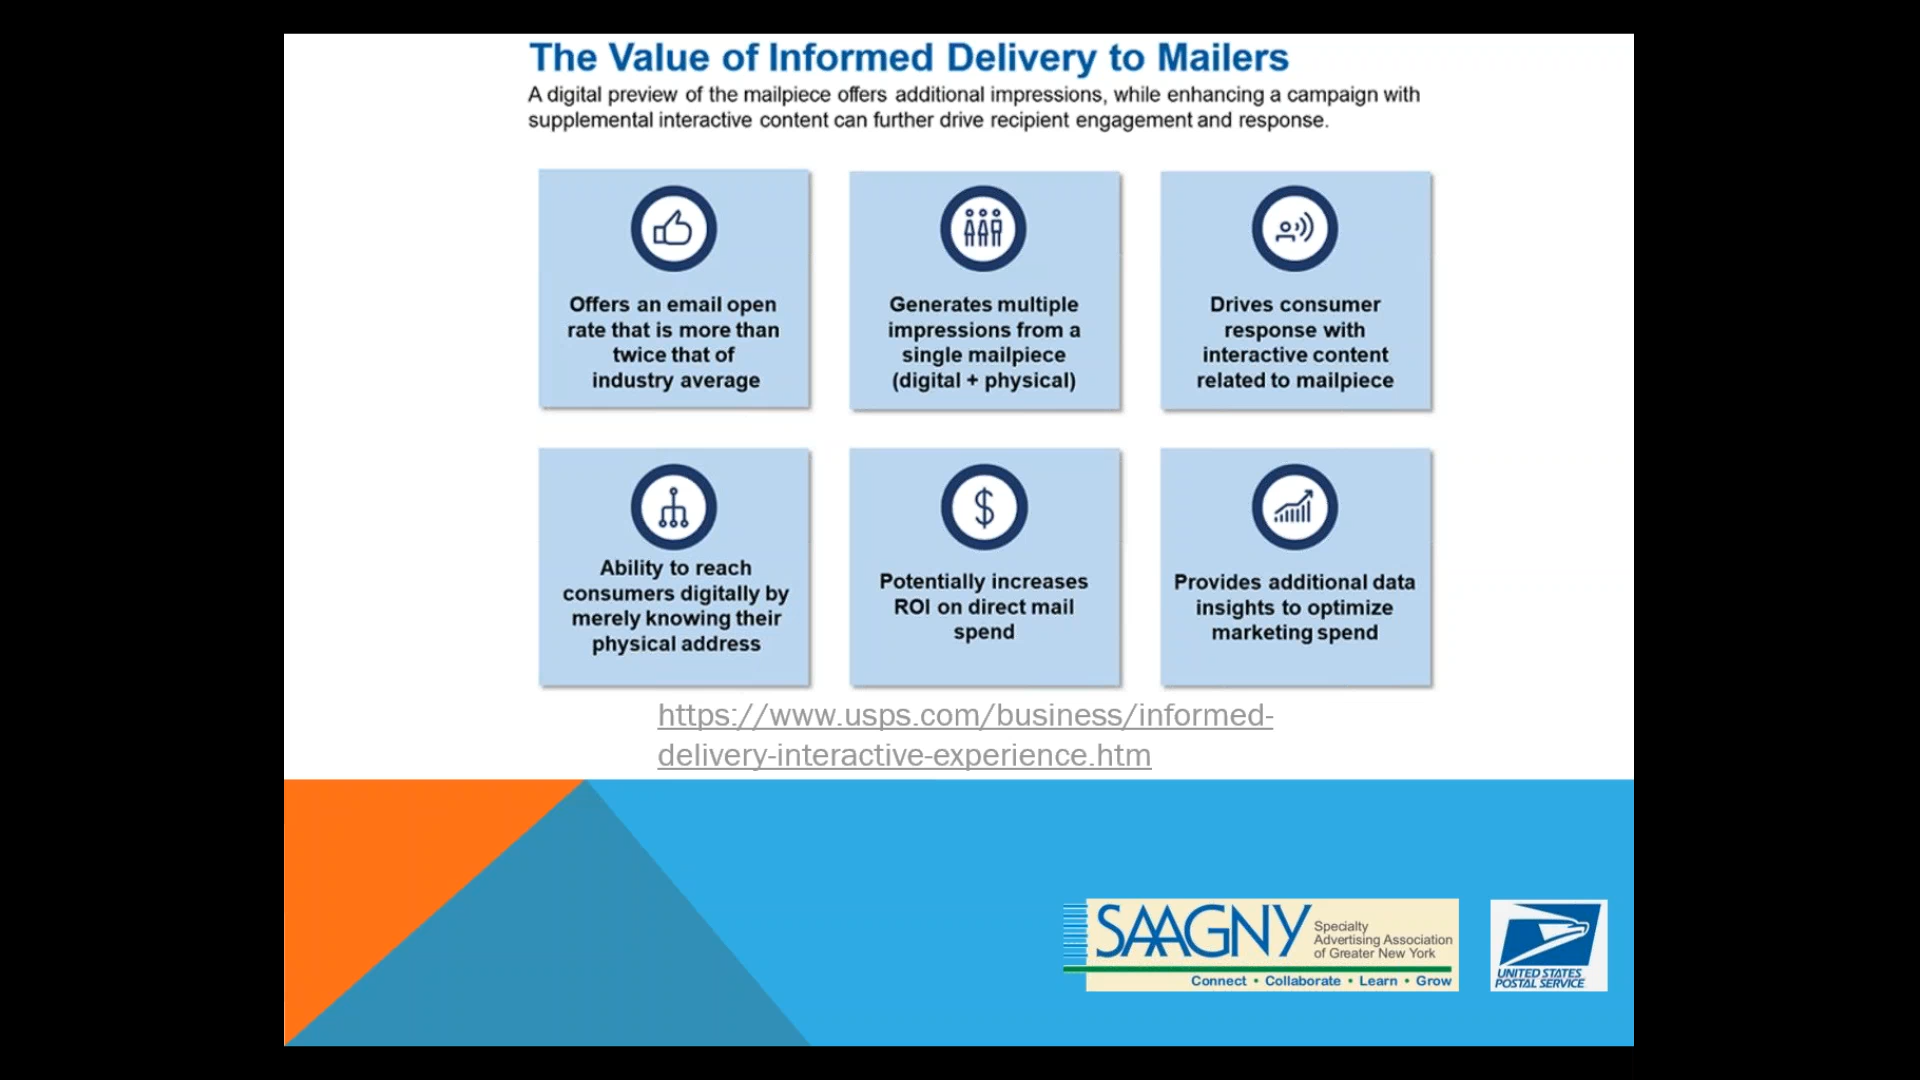 The Value of Informed Delivery to Mailers
A digital preview of the mailpiece offers additional impressions, while enhancing a campaign with
supplemental interactive content can further drive recipient engagement and response.
Offers an email open
rate that is more than
twice that of
industry average
Generates multiple
impressions from a
single mailpiece
(digital + physical)
Drives consumer
response with
interactive content
related to mailpiece
Ability to reach
consumers digitally by
merely knowing their
physical address
$
Potentially increases
ROI on direct mail
spend
Provides additional data
insights to optimize
marketing spend
https://www.usps.com/business/informed-
delivery-interactive-experience.htm
SAAGNY
Specialty
Advertising Association
of Greater New York
Connect • Collaborate • Learn • Grow
UNITED STATES
POSTAL SERVICE